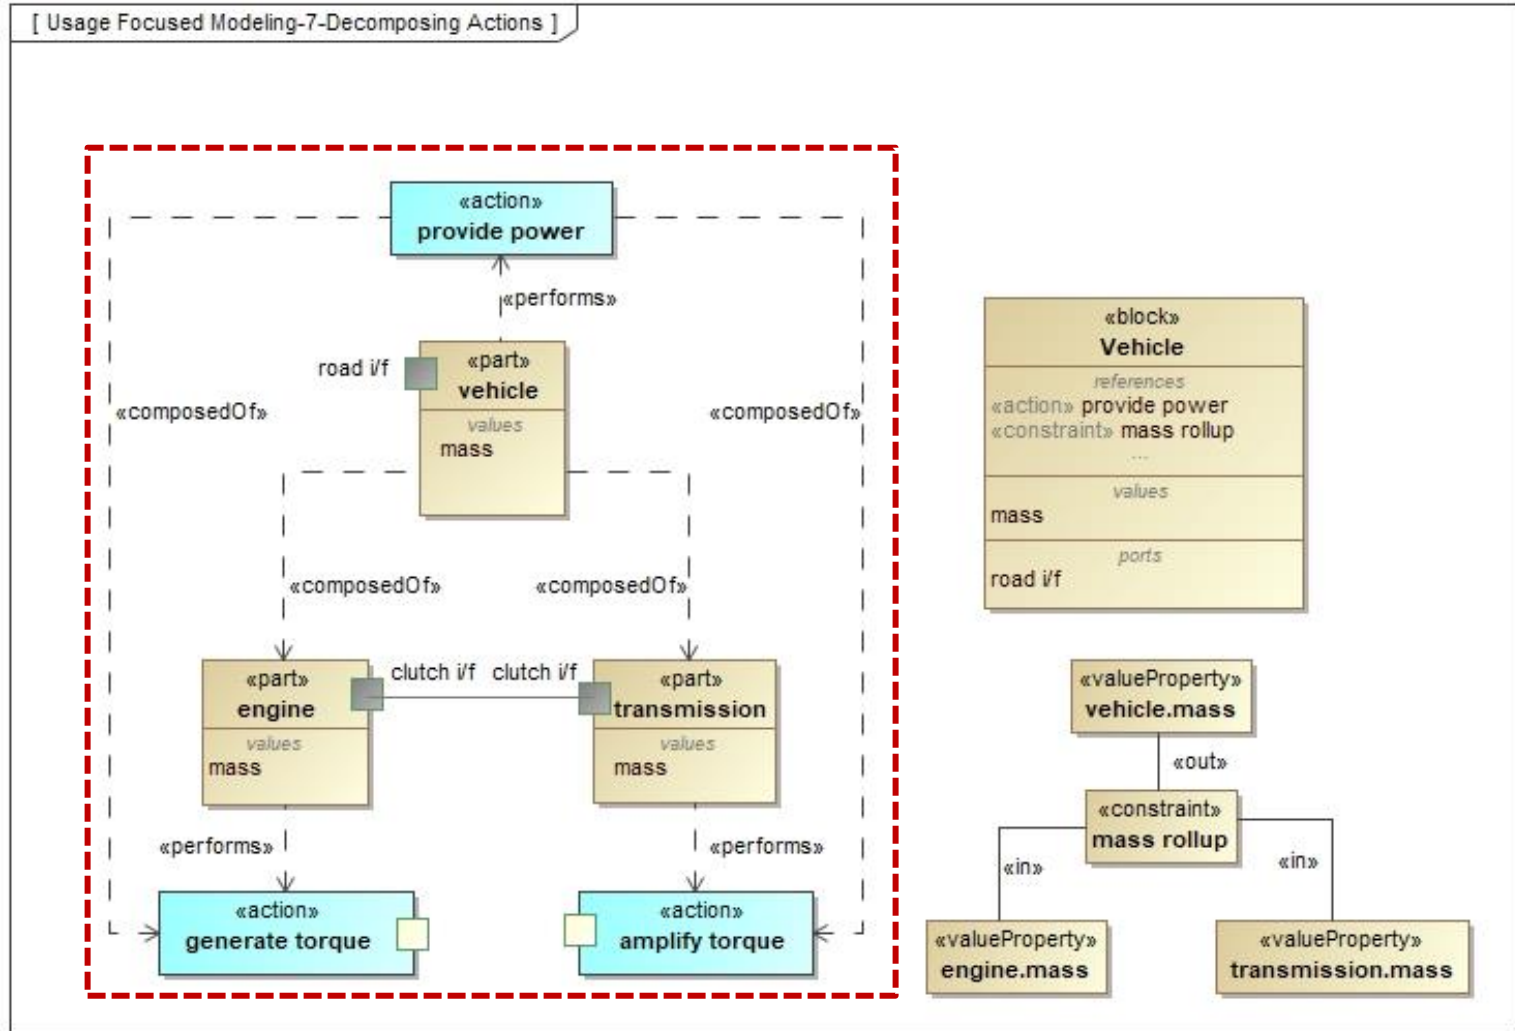 [ Usage Focused Modeling-7-Decomposing Actions ]
«action»
provide power
«performs»
road i/f
«part»
vehicle
values
mass
«composedOf»
«composedOf»
«composedOf»
«composedOf»
«part»
engine
values
mass
clutch i/f
clutch i/f
«part»
transmission
values
mass
«performs»
«performs»
«action»
generate torque
«action»
amplify torque
«block»
Vehicle
references
«action» provide power
«constraint» mass rollup
...
values
mass
ports
road i/f
«valueProperty»
vehicle.mass
«out»
«constraint»
mass rollup
«in»
«in»
«valueProperty»
engine.mass
«valueProperty»
transmission.mass